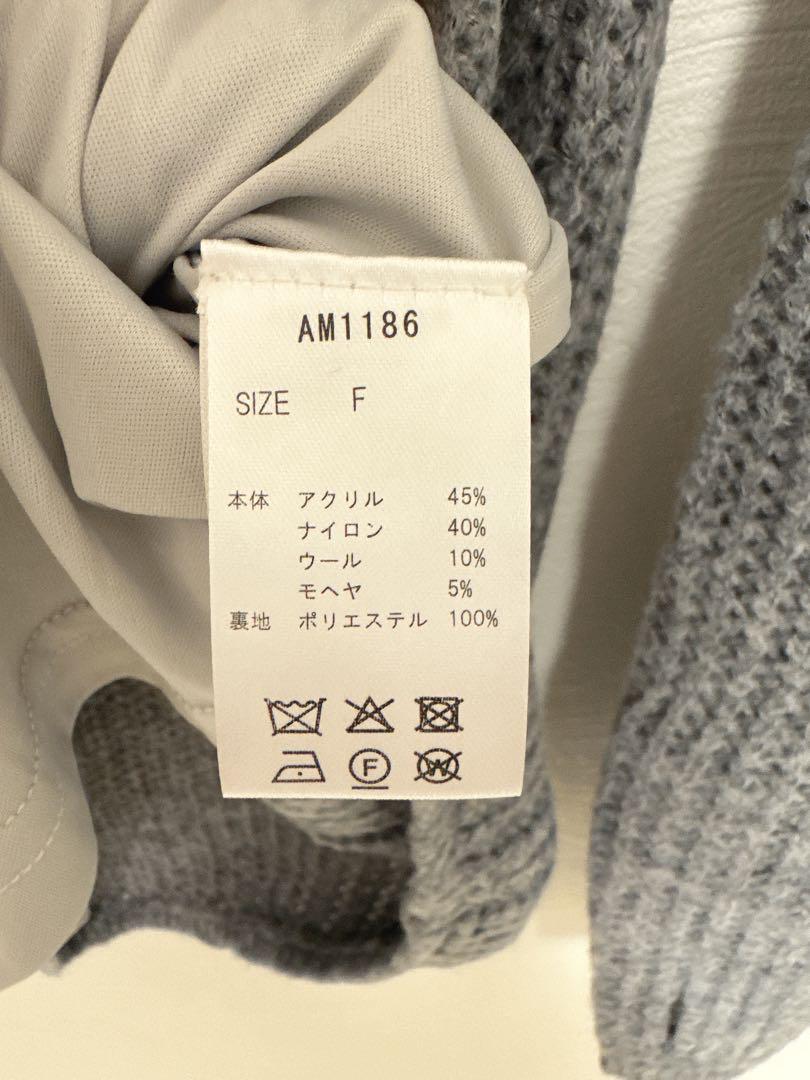 AM1186
SIZE F
本体 アクリル 45%
ナイロン 40%
ウール 10%
モヘヤ 5%
裏地 ポリエステル 100%
F W